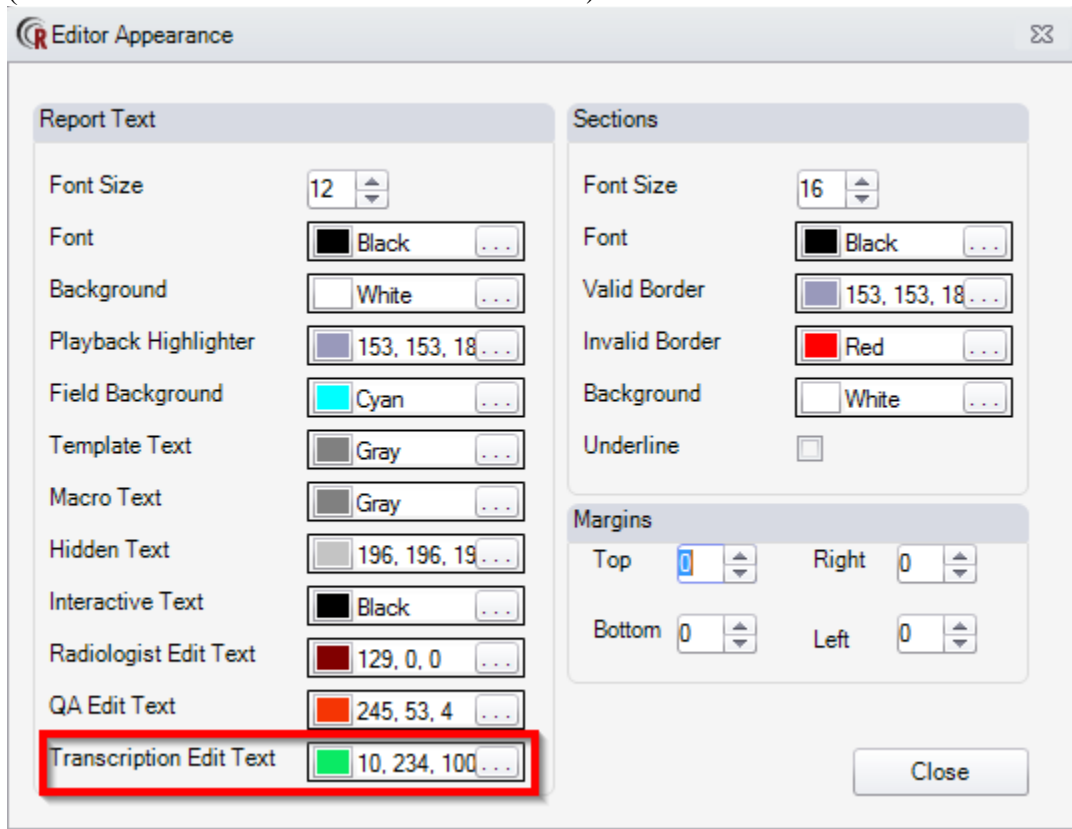 Editor Appearance
Report Text
Font Size 12
Font Black ...
Background White ...
Playback Highlighter 153, 153, 18...
Field Background Cyan ...
Template Text Gray ...
Macro Text Gray ...
Hidden Text 196, 196, 19...
Interactive Text Black ...
Radiologist Edit Text 129, 0, 0 ...
QA Edit Text 245, 53, 4 ...
Transcription Edit Text 10, 234, 100...
Sections
Font Size 16
Font Black ...
Valid Border 153, 153, 18...
Invalid Border Red ...
Background White ...
Underline
Margins
Top 0 Right 0
Bottom 0 Left 0
Close